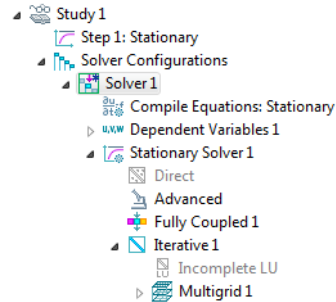 Study 1
Step 1: Stationary
Solver Configurations
Solver 1
Compile Equations: Stationary
u,v,w Dependent Variables 1
Stationary Solver 1
Direct
Advanced
Fully Coupled 1
Iterative 1
LU Incomplete LU
Multigrid 1